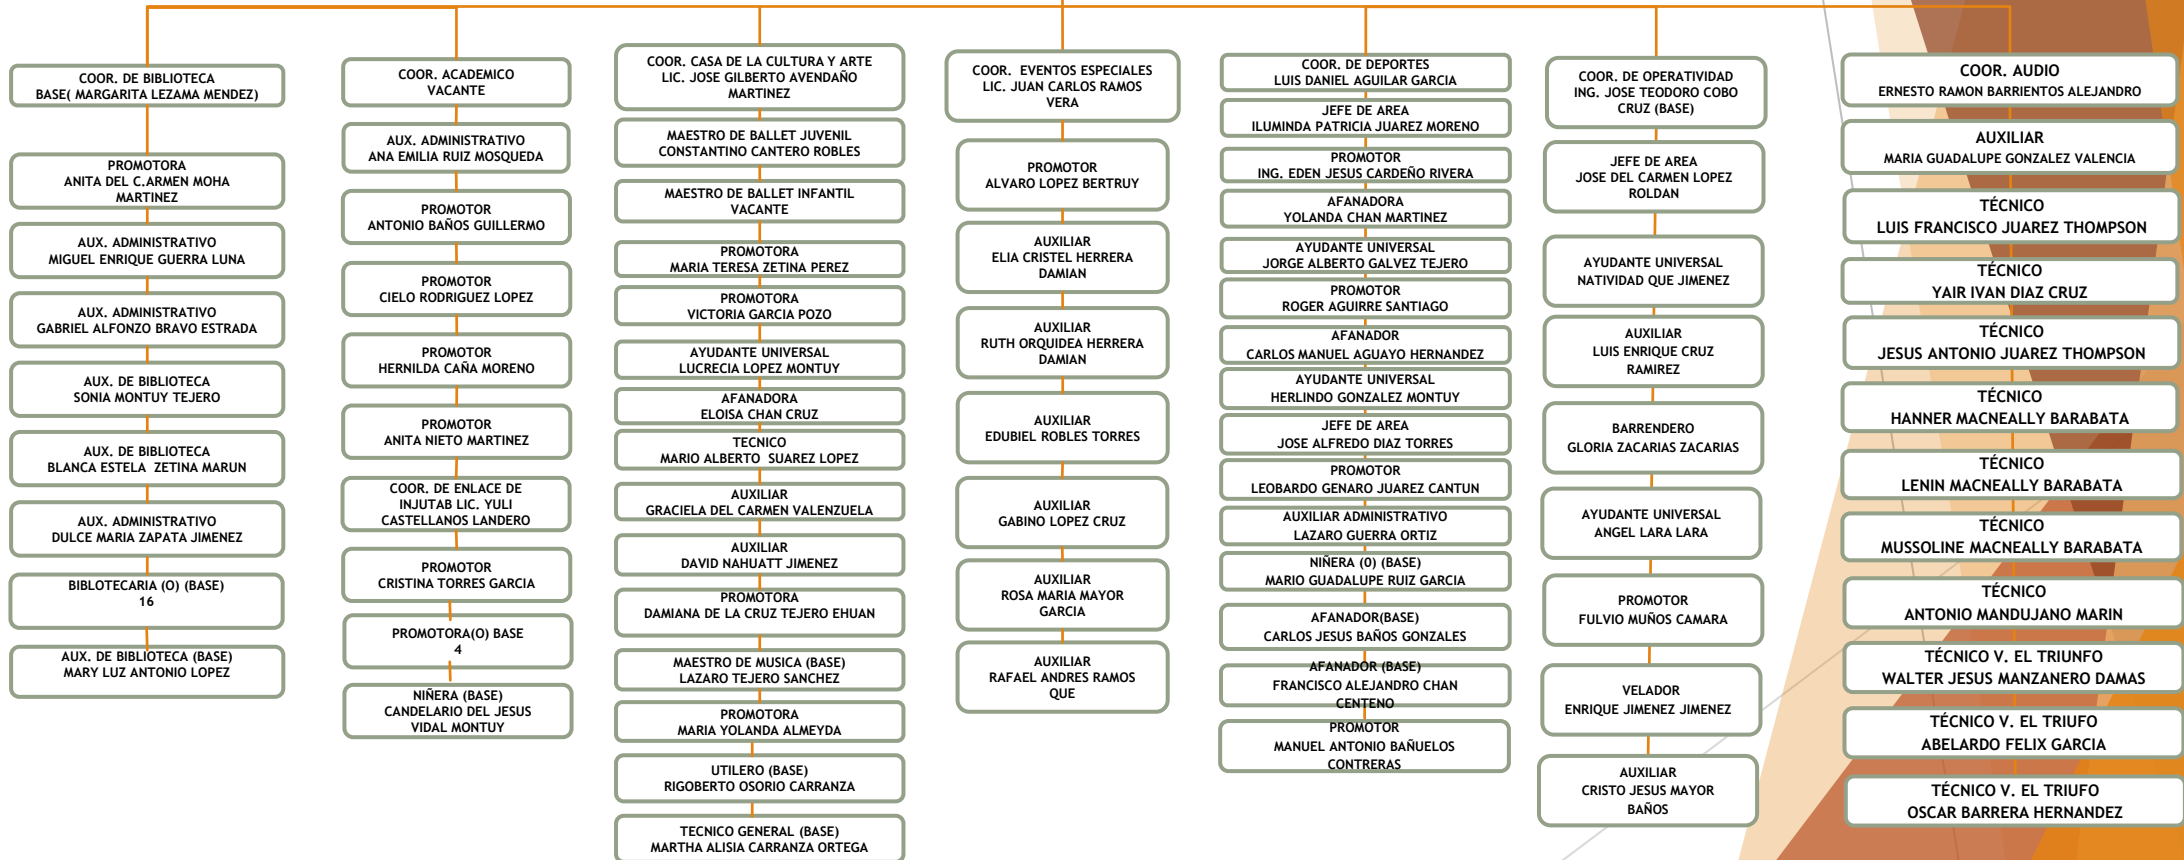 COOR. DE BIBLIOTECA
BASE( MARGARITA LEZAMA MENDEZ)
PROMOTORA
ANITA DEL C.ARMEN MOHA
MARTINEZ
AUX. ADMINISTRATIVO
MIGUEL ENRIQUE GUERRA LUNA
AUX. ADMINISTRATIVO
GABRIEL ALFONZO BRAVO ESTRADA
AUX. DE BIBLIOTECA
SONIA MONTUY TEJERO
AUX. DE BIBLIOTECA
BLANCA ESTELA  ZETINA MARUN
AUX. ADMINISTRATIVO
DULCE MARIA ZAPATA JIMENEZ
BIBLOTECARIA (O) (BASE)
16
AUX. DE BIBLIOTECA (BASE)
MARY LUZ ANTONIO LOPEZ
COOR. ACADEMICO
VACANTE
AUX. ADMINISTRATIVO
ANA EMILIA RUIZ MOSQUEDA
PROMOTOR
ANTONIO BAÑOS GUILLERMO
PROMOTOR
CIELO RODRIGUEZ LOPEZ
PROMOTOR
HERNILDA CAÑA MORENO
PROMOTOR
ANITA NIETO MARTINEZ
COOR. DE ENLACE DE
INJUTAB LIC. YULI
CASTELLANOS LANDERO
PROMOTOR
CRISTINA TORRES GARCIA
PROMOTORA(O) BASE
4
NIÑERA (BASE)
CANDELARIO DEL JESUS
VIDAL MONTUY
COOR. CASA DE LA CULTURA Y ARTE
LIC. JOSE GILBERTO AVENDAÑO
MARTINEZ
MAESTRO DE BALLET JUVENIL
CONSTANTINO CANTERO ROBLES
MAESTRO DE BALLET INFANTIL
VACANTE
PROMOTORA
MARIA TERESA ZETINA PEREZ
PROMOTORA
VICTORIA GARCIA POZO
AYUDANTE UNIVERSAL
LUCRECIA LOPEZ MONTUY
AFANADORA
ELOISA CHAN CRUZ
TECNICO
MARIO ALBERTO  SUAREZ LOPEZ
AUXILIAR
GRACIELA DEL CARMEN VALENZUELA
AUXILIAR
DAVID NAHUATT JIMENEZ
PROMOTORA
DAMIANA DE LA CRUZ TEJERO EHUAN
MAESTRO DE MUSICA (BASE)
LAZARO TEJERO SANCHEZ
PROMOTORA
MARIA YOLANDA ALMEYDA
UTILERO (BASE)
RIGOBERTO OSORIO CARRANZA
TECNICO GENERAL (BASE)
MARTHA ALISIA CARRANZA ORTEGA
COOR.  EVENTOS ESPECIALES
LIC. JUAN CARLOS RAMOS
VERA
PROMOTOR
ALVARO LOPEZ BERTRUY
AUXILIAR
ELIA CRISTEL HERRERA
DAMIAN
AUXILIAR
RUTH ORQUIDEA HERRERA
DAMIAN
AUXILIAR
EDUBIEL ROBLES TORRES
AUXILIAR
GABINO LOPEZ CRUZ
AUXILIAR
ROSA MARIA MAYOR
GARCIA
AUXILIAR
RAFAEL ANDRES RAMOS
QUE
COOR. DE DEPORTES
LUIS DANIEL AGUILAR GARCIA
JEFE DE AREA
ILUMINDA PATRICIA JUAREZ MORENO
PROMOTOR
ING. EDEN JESUS CARDEÑO RIVERA
AFANADORA
YOLANDA CHAN MARTINEZ
AYUDANTE UNIVERSAL
JORGE ALBERTO GALVEZ TEJERO
PROMOTOR
ROGER AGUIRRE SANTIAGO
AFANADOR
CARLOS MANUEL AGUAYO HERNANDEZ
AYUDANTE UNIVERSAL
HERLINDO GONZALEZ MONTUY
JEFE DE AREA
JOSE ALFREDO DIAZ TORRES
PROMOTOR
LEOBARDO GENARO JUAREZ CANTUN
AUXILIAR ADMINISTRATIVO
LAZARO GUERRA ORTIZ
NIÑERA (0) (BASE)
MARIO GUADALUPE RUIZ GARCIA
AFANADOR(BASE)
CARLOS JESUS BAÑOS GONZALES
AFANADOR (BASE)
FRANCISCO ALEJANDRO CHAN
CENTENO
PROMOTOR
MANUEL ANTONIO BAÑUELOS
CONTRERAS
COOR. DE OPERATIVIDAD
ING. JOSE TEODORO COBO
CRUZ (BASE)
JEFE DE AREA
JOSE DEL CARMEN LOPEZ
ROLDAN
AYUDANTE UNIVERSAL
NATIVIDAD QUE JIMENEZ
AUXILIAR
LUIS ENRIQUE CRUZ
RAMIREZ
BARRENDERO
GLORIA ZACARIAS ZACARIAS
AYUDANTE UNIVERSAL
ANGEL LARA LARA
PROMOTOR
FULVIO MUÑOS CAMARA
VELADOR
ENRIQUE JIMENEZ JIMENEZ
AUXILIAR
CRISTO JESUS MAYOR
BAÑOS
COOR. AUDIO
ERNESTO RAMON BARRIENTOS ALEJANDRO
AUXILIAR
MARIA GUADALUPE GONZALEZ VALENCIA
TÉCNICO
LUIS FRANCISCO JUAREZ THOMPSON
TÉCNICO
YAIR IVAN DIAZ CRUZ
TÉCNICO
JESUS ANTONIO JUAREZ THOMPSON
TÉCNICO
HANNER MACNEALLY BARABATA
TÉCNICO
LENIN MACNEALLY BARABATA
TÉCNICO
MUSSOLINE MACNEALLY BARABATA
TÉCNICO
ANTONIO MANDUJANO MARIN
TÉCNICO V. EL TRIUNFO
WALTER JESUS MANZANERO DAMAS
TÉCNICO V. EL TRIUFO
ABELARDO FELIX GARCIA
TÉCNICO V. EL TRIUFO
OSCAR BARRERA HERNANDEZ